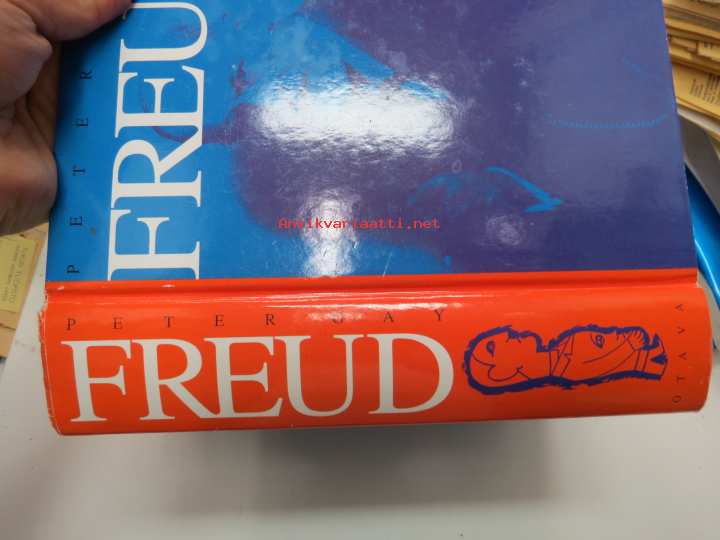 PETER
FREU
Antikvariaatti.net
PETER GAY
FREUD
OTAVA